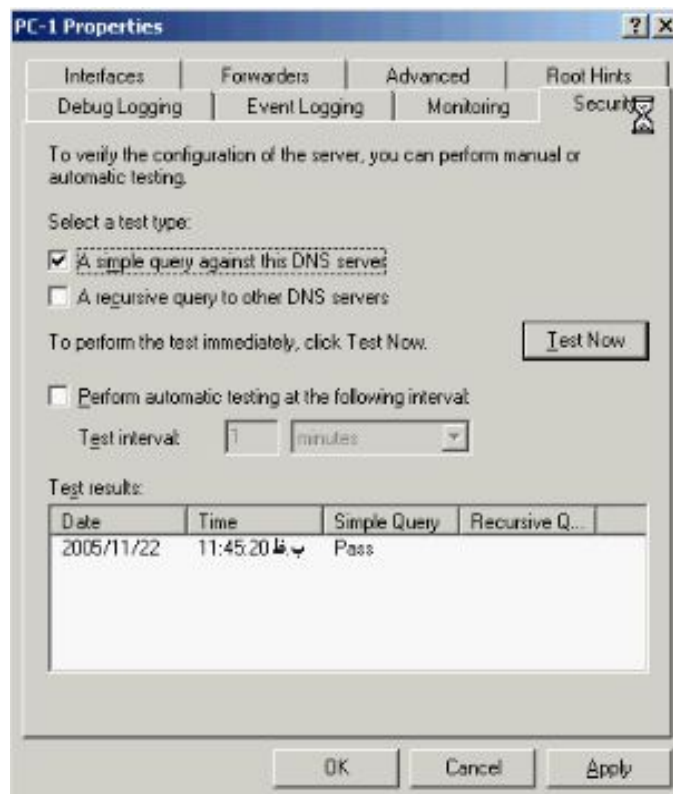 PC-1 Properties
Interfaces Forwarders Advanced Root Hints
Debug Logging Event Logging Monitoring Security
To verify the configuration of the server, you can perform manual or
automatic testing.
Select a test type:
A simple query against this DNS server
A recursive query to other DNS servers
To perform the test immediately, click Test Now. Test Now
Perform automatic testing at the following interval:
Test interval: 1 minutes
Test results:
Date Time Simple Query Recursive Q...
2005/11/22 11:45:20 ب.ظ Pass
OK Cancel Apply